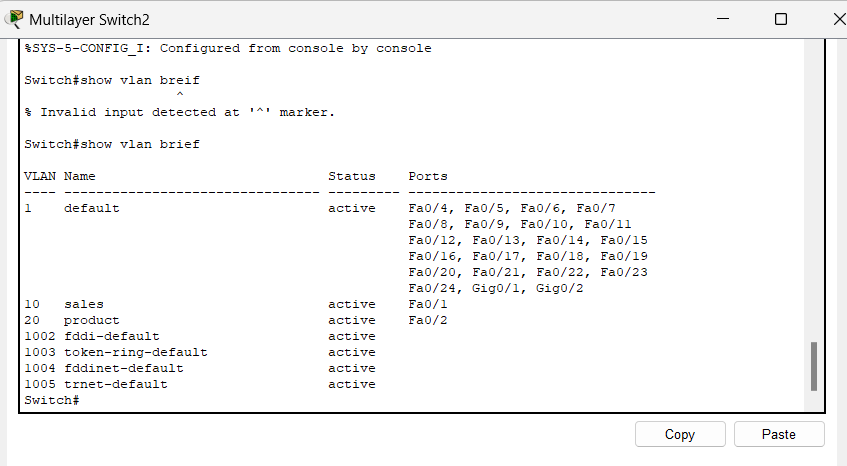 Multilayer Switch2
%SYS-5-CONFIG_I: Configured from console by console
Switch#show vlan breif
^
% Invalid input detected at '^' marker.
Switch#show vlan brief
VLAN Name Status Ports
---- -------------------------------- --------- -------------------------------
1 default active Fa0/4, Fa0/5, Fa0/6, Fa0/7
Fa0/8, Fa0/9, Fa0/10, Fa0/11
Fa0/12, Fa0/13, Fa0/14, Fa0/15
Fa0/16, Fa0/17, Fa0/18, Fa0/19
Fa0/20, Fa0/21, Fa0/22, Fa0/23
Fa0/24, Gig0/1, Gig0/2
10 sales active Fa0/1
20 product active Fa0/2
1002 fddi-default active
1003 token-ring-default active
1004 fddinet-default active
1005 trnet-default active
Switch#
Copy Paste